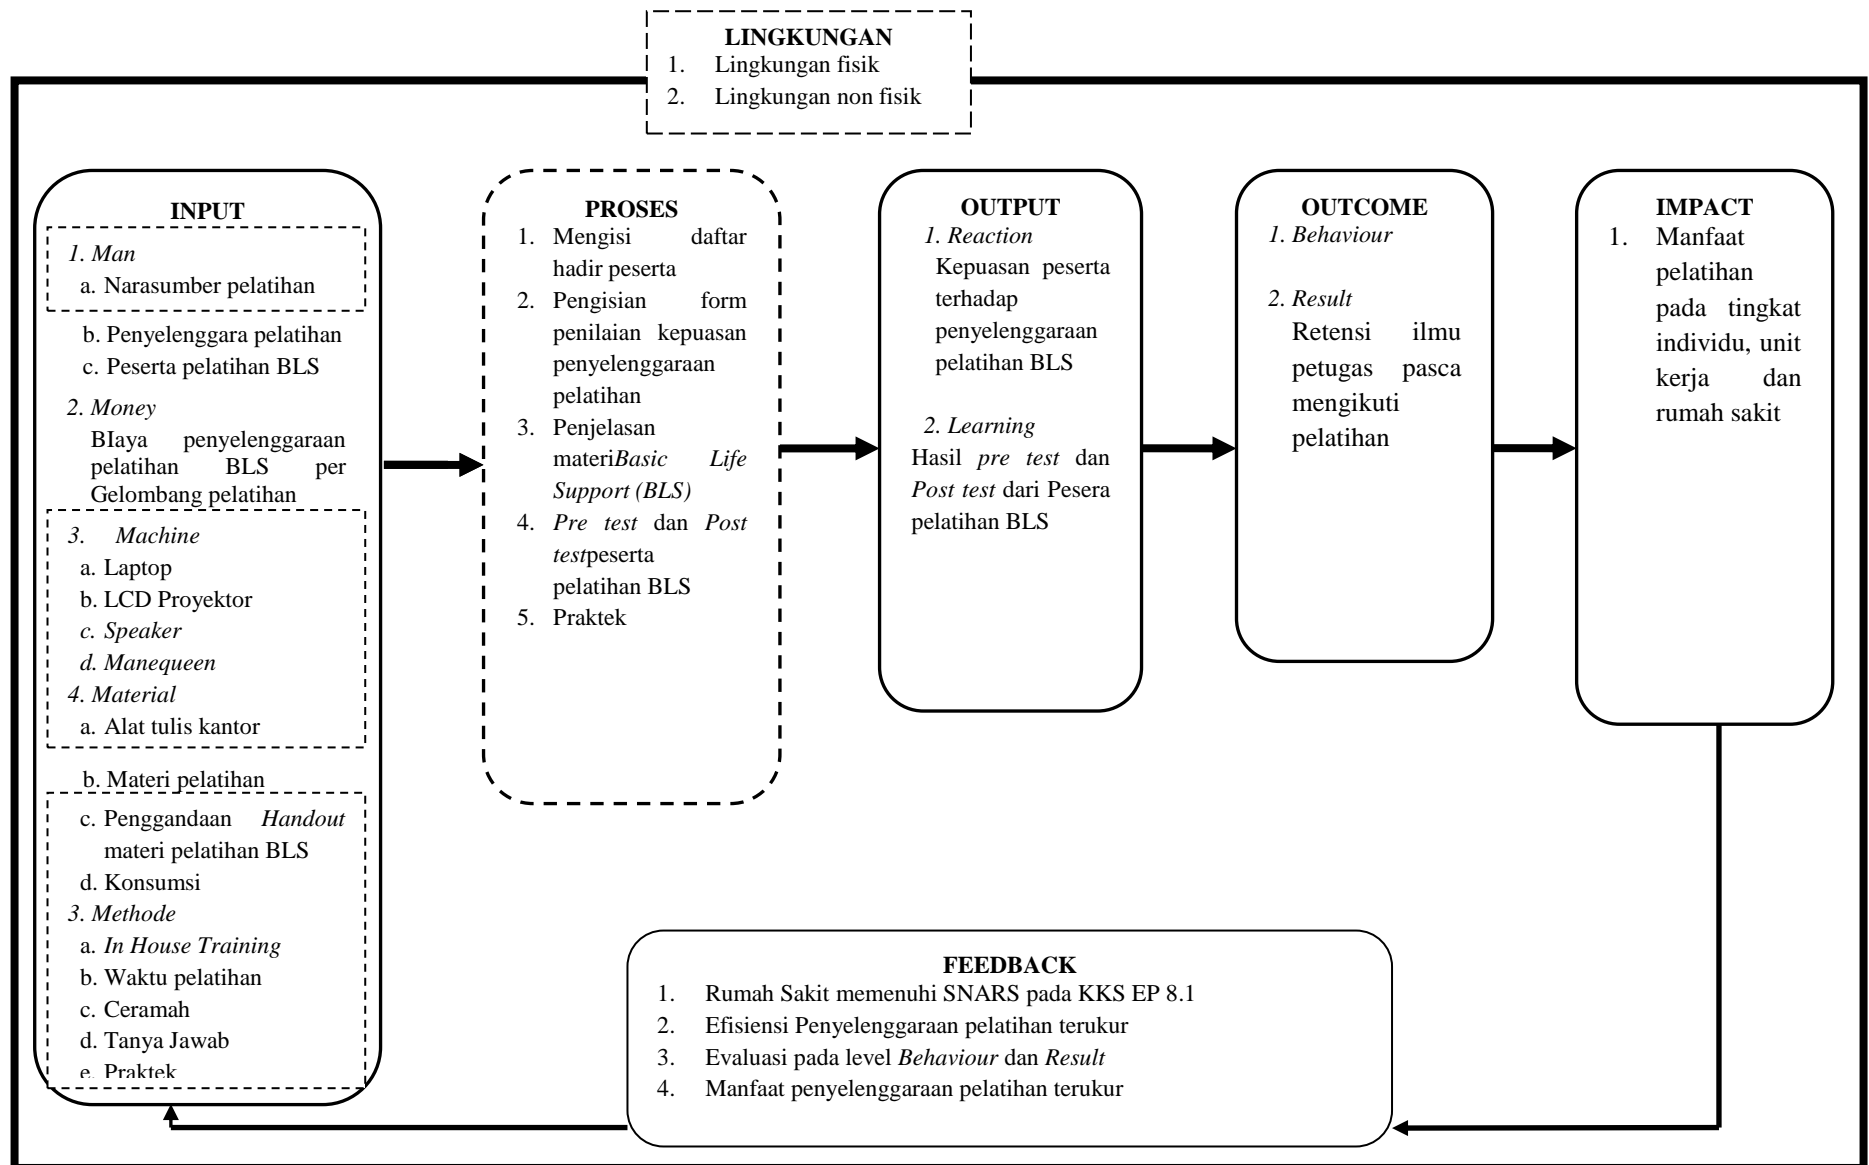 LINGKUNGAN
1. Lingkungan fisik
2. Lingkungan non fisik
INPUT
1. Man
a. Narasumber pelatihan
b. Penyelenggara pelatihan
c. Peserta pelatihan BLS
2. Money
BIaya penyelenggaraan
pelatihan BLS per
Gelombang pelatihan
3. Machine
a. Laptop
b. LCD Proyektor
c. Speaker
d. Manequeen
4. Material
a. Alat tulis kantor
b. Materi pelatihan
c. Penggandaan Handout
materi pelatihan BLS
d. Konsumsi
3. Methode
a. In House Training
b. Waktu pelatihan
c. Ceramah
d. Tanya Jawab
e. Praktek
PROSES
1. Mengisi daftar
hadir peserta
2. Pengisian form
penilaian kepuasan
penyelenggaraan
pelatihan
3. Penjelasan
materiBasic Life
Support (BLS)
4. Pre test dan Post
testpeserta
pelatihan BLS
5. Praktek
OUTPUT
1. Reaction
Kepuasan peserta
terhadap
penyelenggaraan
pelatihan BLS
2. Learning
Hasil pre test dan
Post test dari Pesera
pelatihan BLS
OUTCOME
1. Behaviour
2. Result
Retensi ilmu
petugas pasca
mengikuti
pelatihan
IMPACT
1. Manfaat
pelatihan
pada tingkat
individu, unit
kerja dan
rumah sakit
FEEDBACK
1. Rumah Sakit memenuhi SNARS pada KKS EP 8.1
2. Efisiensi Penyelenggaraan pelatihan terukur
3. Evaluasi pada level Behaviour dan Result
4. Manfaat penyelenggaraan pelatihan terukur